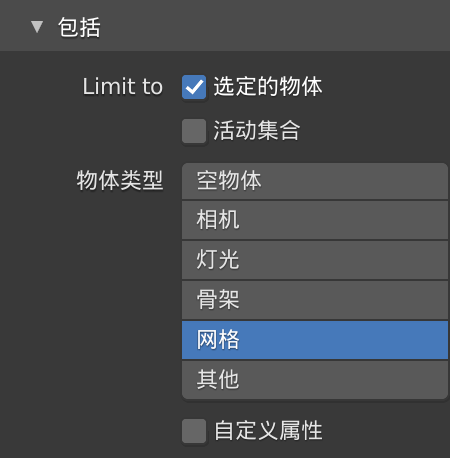 包括
Limit to 选定的物体
活动集合
物体类型 空物体
相机
灯光
骨架
网格
其他
自定义属性